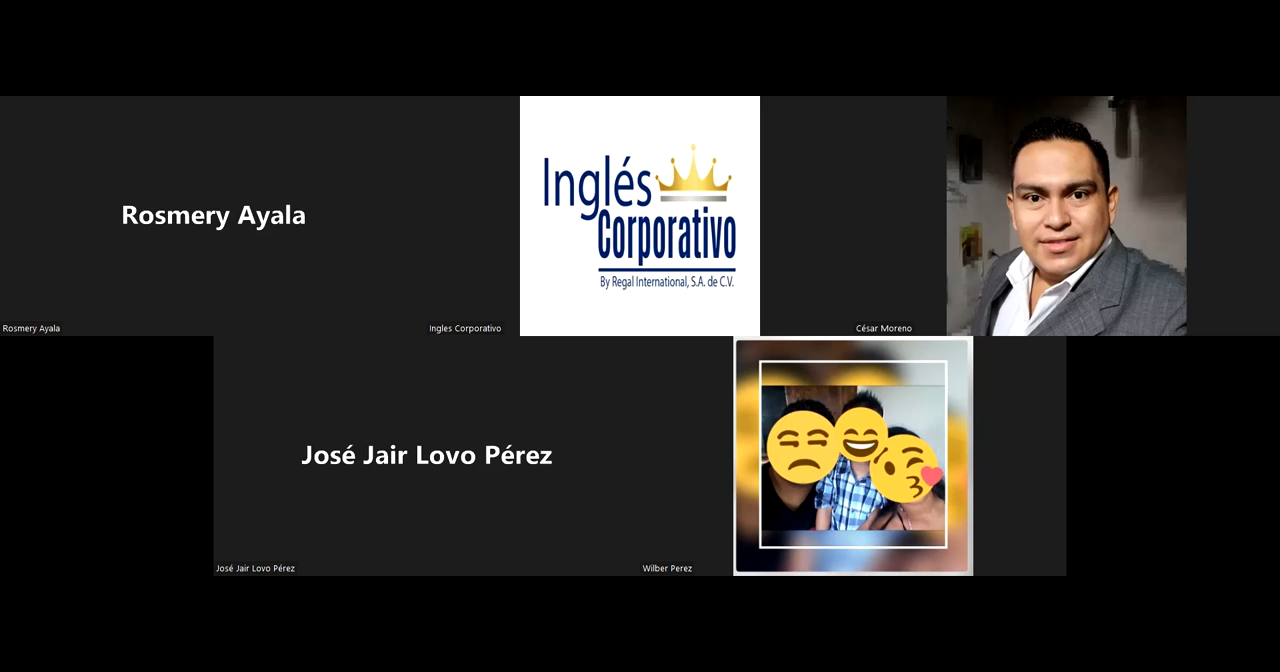 Rosmery Ayala
Rosmery Ayala
Inglés
Corporativo
By Regal International, S.A. de C.V.
Ingles Corporativo
César Moreno
José Jair Lovo Pérez
José Jair Lovo Pérez
Wilber Perez